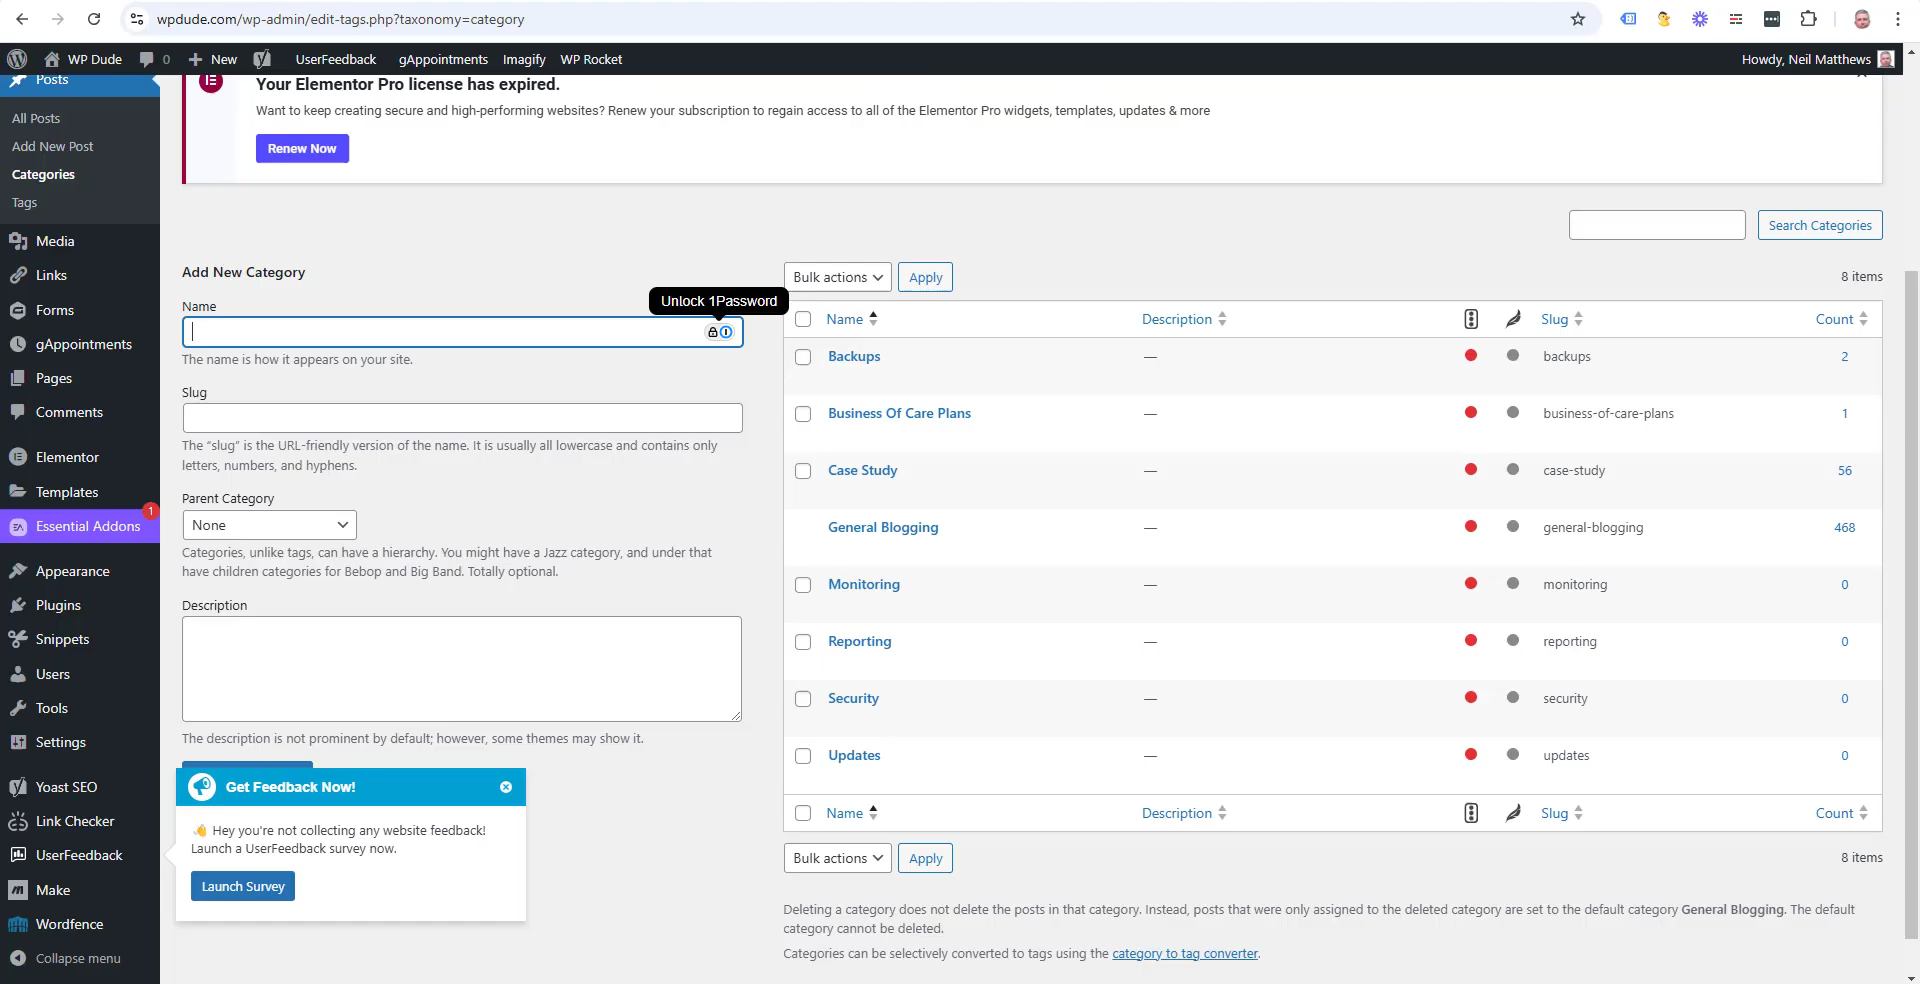 wpdude.com/wp-admin/edit-tags.php?taxonomy=category
WP Dude
0
New
UserFeedback
gAppointments
Imagify
WP Rocket
Howdy, Neil Matthews
Posts
All Posts
Add New Post
Categories
Tags
Media
Links
Forms
gAppointments
Pages
Comments
Elementor
Templates
Essential Addons
1
Appearance
Plugins
Snippets
Users
Tools
Settings
Yoast SEO
Link Checker
UserFeedback
Make
Wordfence
Collapse menu
Your Elementor Pro license has expired.
Want to keep creating secure and high-performing websites? Renew your subscription to regain access to all of the Elementor Pro widgets, templates, updates & more
Renew Now
Search Categories
Add New Category
Name
Unlock 1Password
The name is how it appears on your site.
Slug
The “slug” is the URL-friendly version of the name. It is usually all lowercase and contains only
letters, numbers, and hyphens.
Parent Category
None
Categories, unlike tags, can have a hierarchy. You might have a Jazz category, and under that
have children categories for Bebop and Big Band. Totally optional.
Description
The description is not prominent by default; however, some themes may show it.
Get Feedback Now!
👋 Hey you're not collecting any website feedback!
Launch a UserFeedback survey now.
Launch Survey
Bulk actions Apply 8 items
Name Description Slug Count
Backups — backups 2
Business Of Care Plans — business-of-care-plans 1
Case Study — case-study 56
General Blogging — general-blogging 468
Monitoring — monitoring 0
Reporting — reporting 0
Security — security 0
Updates — updates 0
Name Description Slug Count
Bulk actions Apply 8 items
Deleting a category does not delete the posts in that category. Instead, posts that were only assigned to the deleted category are set to the default category General Blogging. The default
category cannot be deleted.
Categories can be selectively converted to tags using the category to tag converter.